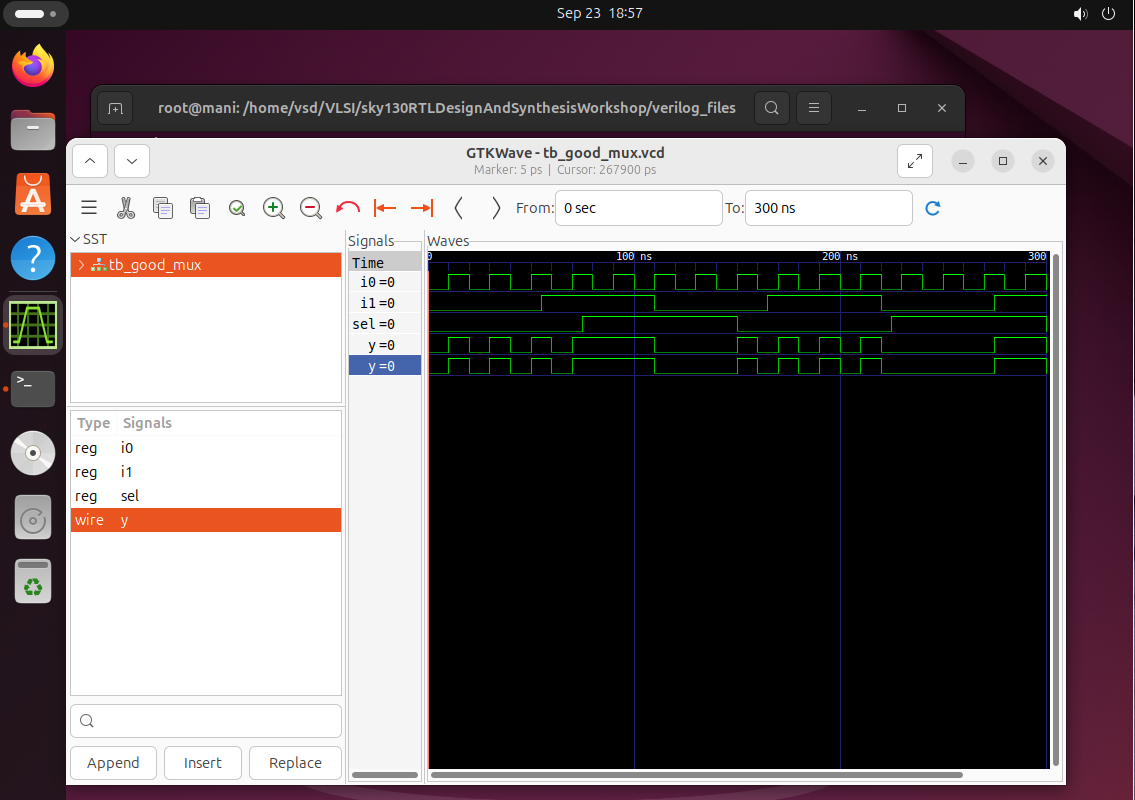 Sep 23 18:57
root@mani: /home/vsd/VLSI/sky130RTLDesignAndSynthesisWorkshop/verilog_files
GTKWave - tb_good_mux.vcd
Marker: 5 ps | Cursor: 267900 ps
From: 0 sec To: 300 ns
SST
tb_good_mux
Type Signals
reg i0
reg i1
reg sel
wire y
Append Insert Replace
Signals
Time
i0=0
i1=0
sel=0
y=0
y=0
Waves
0 100 ns 200 ns 300